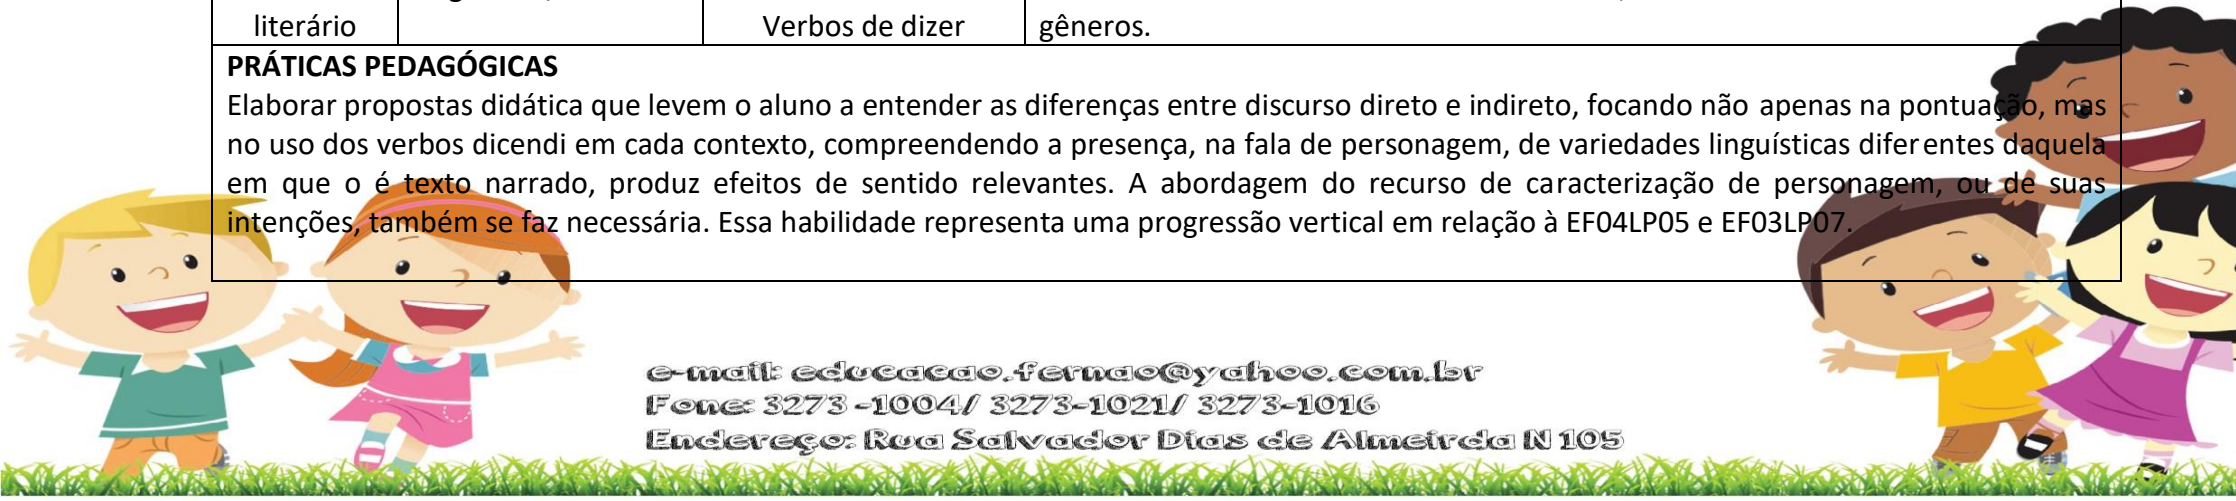 literário Verbos de dizer gêneros.
PRÁTICAS PEDAGÓGICAS
Elaborar propostas didática que levem o aluno a entender as diferenças entre discurso direto e indireto, focando não apenas na pontuação, mas
no uso dos verbos dicendi em cada contexto, compreendendo a presença, na fala de personagem, de variedades linguísticas diferentes daquela
em que o é texto narrado, produz efeitos de sentido relevantes. A abordagem do recurso de caracterização de personagem, ou de suas
intenções, também se faz necessária. Essa habilidade representa uma progressão vertical em relação à EF04LP05 e EF03LP07.
e-mail: educacao.fernao@yahoo.com.br
Fone: 3273 -1004/ 3273-1021/ 3273-1016
Endereço: Rua Salvador Dias de Almeirda N 105